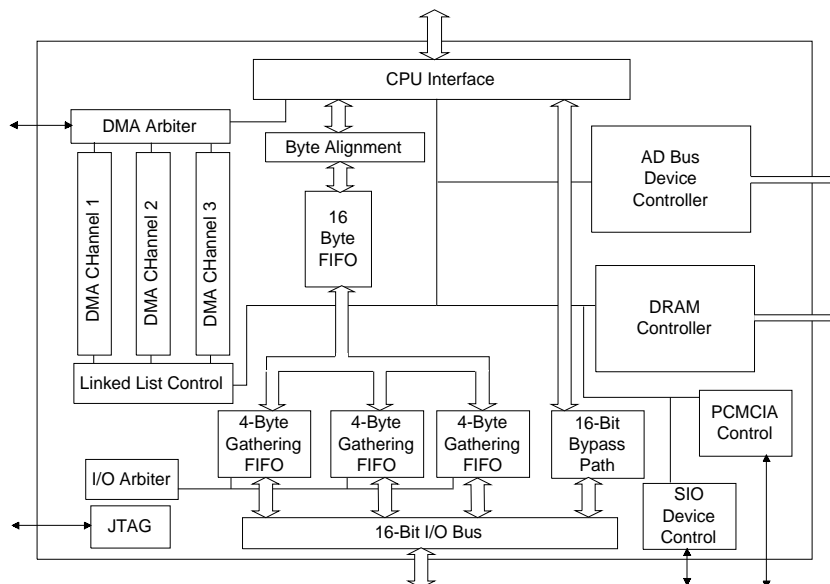 CPU Interface
DMA Arbiter
Byte Alignment
AD Bus
Device
Controller
DMA CHannel 1
DMA CHannel 2
DMA CHannel 3
16
Byte
FIFO
DRAM
Controller
Linked List Control
4-Byte
Gathering
FIFO
4-Byte
Gathering
FIFO
4-Byte
Gathering
FIFO
16-Bit
Bypass
Path
PCMCIA
Control
I/O Arbiter
SIO
Device
Control
JTAG
16-Bit I/O Bus